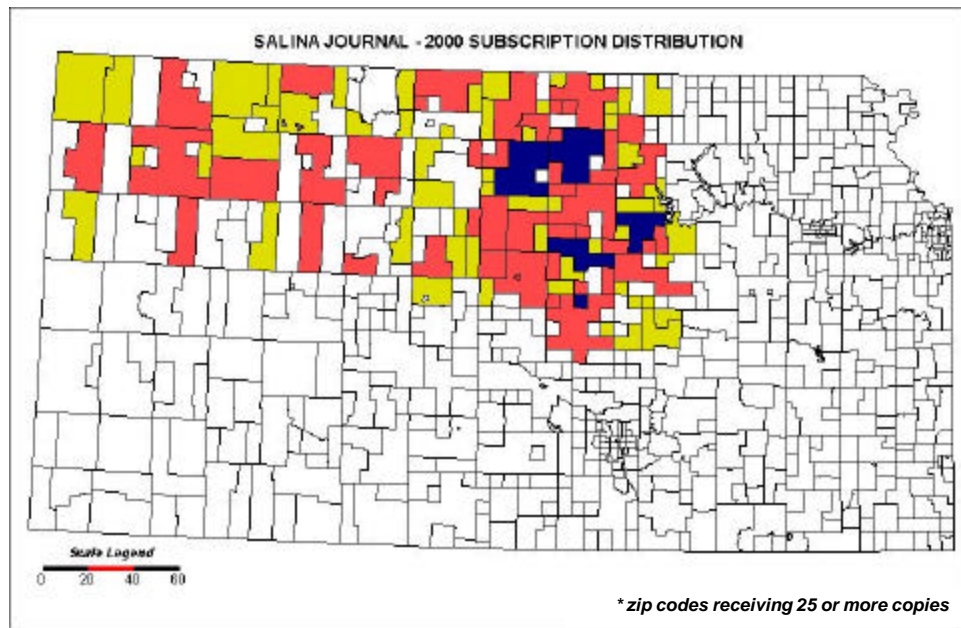 SALINA JOURNAL - 2000 SUBSCRIPTION DISTRIBUTION
Scale Legend
0 20 40 60
* zip codes receiving 25 or more copies